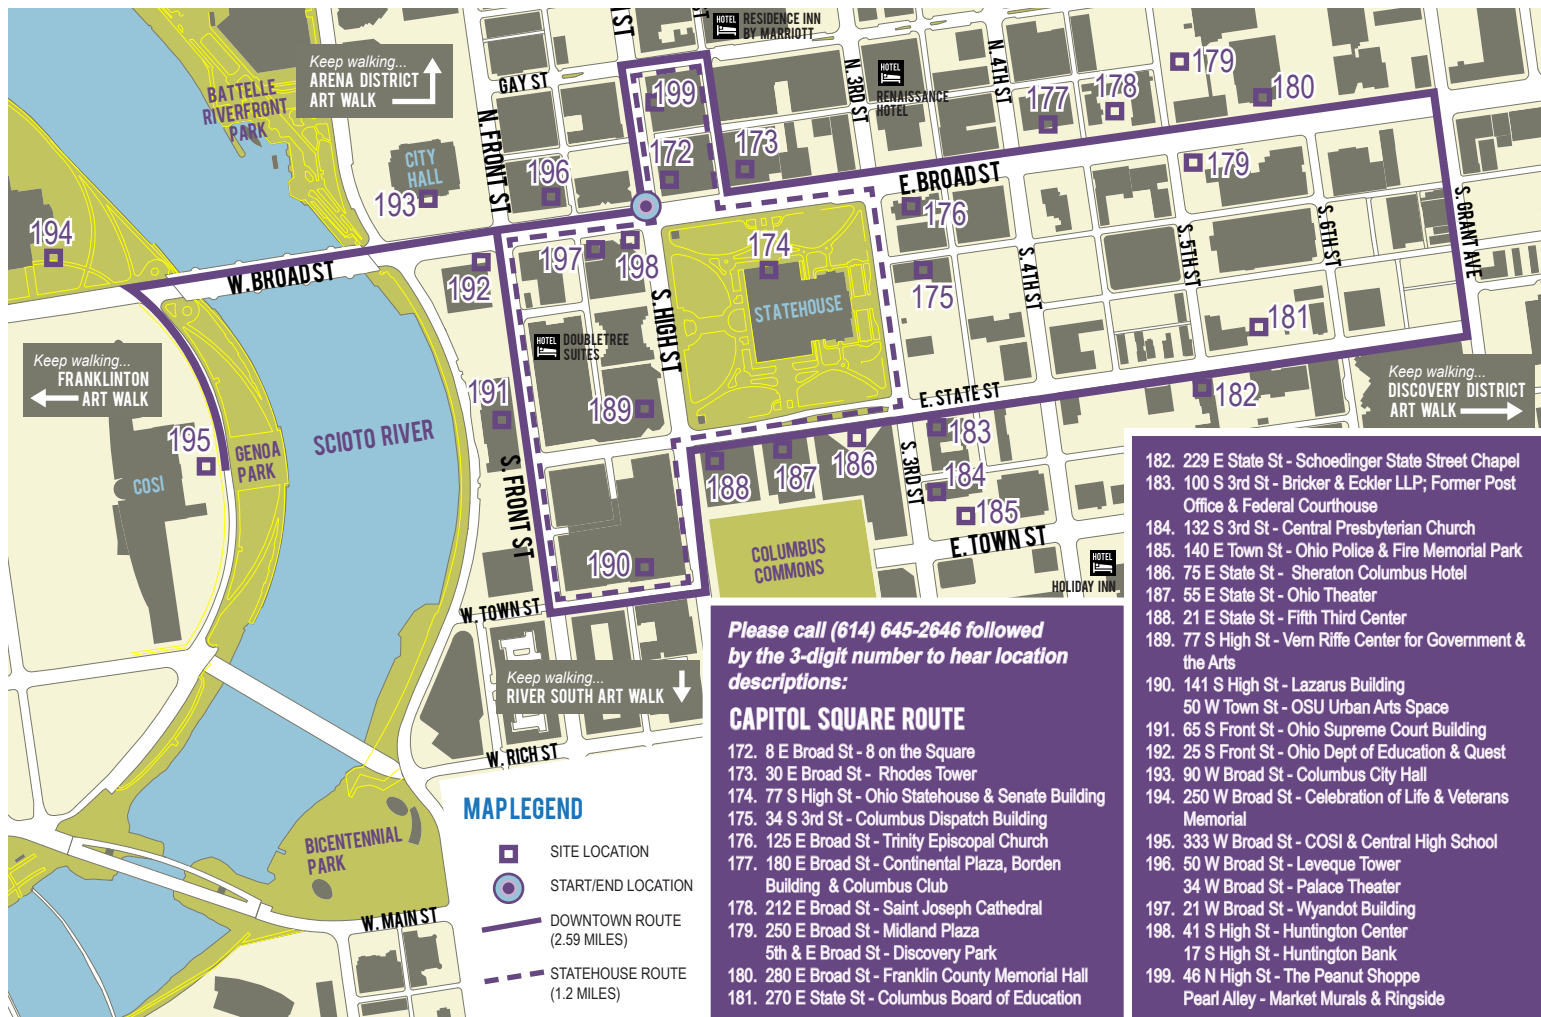 HOTEL
RESIDENCE INN
BY MARRIOTT
ST
ST
Keep walking...
ARENA DISTRICT
ART WALK
BATTELLE
RIVERFRONT
PARK
GAY ST
N. FRONT ST
N. 3RD ST
HOTEL
RENAISSANCE
HOTEL
N. 4TH ST
199
177
178
179
180
CITY
HALL
193
196
172
173
E. BROAD ST
176
179
S. 5TH ST
S. 6TH ST
S. GRANT AVE
194
W. BROAD ST
192
197
198
174
STATEHOUSE
175
S. 4TH ST
181
S. HIGH ST
HOTEL
DOUBLETREE
SUITES
Keep walking...
FRANKLINTON
ART WALK
191
189
E. STATE ST
182
Keep walking...
DISCOVERY DISTRICT
ART WALK
195
COSI
GENOA
PARK
SCIOTO RIVER
S. FRONT ST
188
187
186
S. 3RD ST
183
184
185
E. TOWN ST
190
COLUMBUS
COMMONS
HOTEL
HOLIDAY INN
W. TOWN ST
Keep walking...
RIVER SOUTH ART WALK
W. RICH ST
BICENTENNIAL
PARK
W. MAIN ST
MAP LEGEND
SITE LOCATION
START/END LOCATION
DOWNTOWN ROUTE
(2.59 MILES)
STATEHOUSE ROUTE
(1.2 MILES)
Please call (614) 645-2646 followed
by the 3-digit number to hear location
descriptions:
CAPITOL SQUARE ROUTE
172. 8 E Broad St - 8 on the Square
173. 30 E Broad St - Rhodes Tower
174. 77 S High St - Ohio Statehouse & Senate Building
175. 34 S 3rd St - Columbus Dispatch Building
176. 125 E Broad St - Trinity Episcopal Church
177. 180 E Broad St - Continental Plaza, Borden
Building & Columbus Club
178. 212 E Broad St - Saint Joseph Cathedral
179. 250 E Broad St - Midland Plaza
5th & E Broad St - Discovery Park
180. 280 E Broad St - Franklin County Memorial Hall
181. 270 E State St - Columbus Board of Education
182. 229 E State St - Schoedinger State Street Chapel
183. 100 S 3rd St - Bricker & Eckler LLP; Former Post
Office & Federal Courthouse
184. 132 S 3rd St - Central Presbyterian Church
185. 140 E Town St - Ohio Police & Fire Memorial Park
186. 75 E State St - Sheraton Columbus Hotel
187. 55 E State St - Ohio Theater
188. 21 E State St - Fifth Third Center
189. 77 S High St - Vern Riffe Center for Government &
the Arts
190. 141 S High St - Lazarus Building
50 W Town St - OSU Urban Arts Space
191. 65 S Front St - Ohio Supreme Court Building
192. 25 S Front St - Ohio Dept of Education & Quest
193. 90 W Broad St - Columbus City Hall
194. 250 W Broad St - Celebration of Life & Veterans
Memorial
195. 333 W Broad St - COSI & Central High School
196. 50 W Broad St - Leveque Tower
34 W Broad St - Palace Theater
197. 21 W Broad St - Wyandot Building
198. 41 S High St - Huntington Center
17 S High St - Huntington Bank
199. 46 N High St - The Peanut Shoppe
Pearl Alley - Market Murals & Ringside